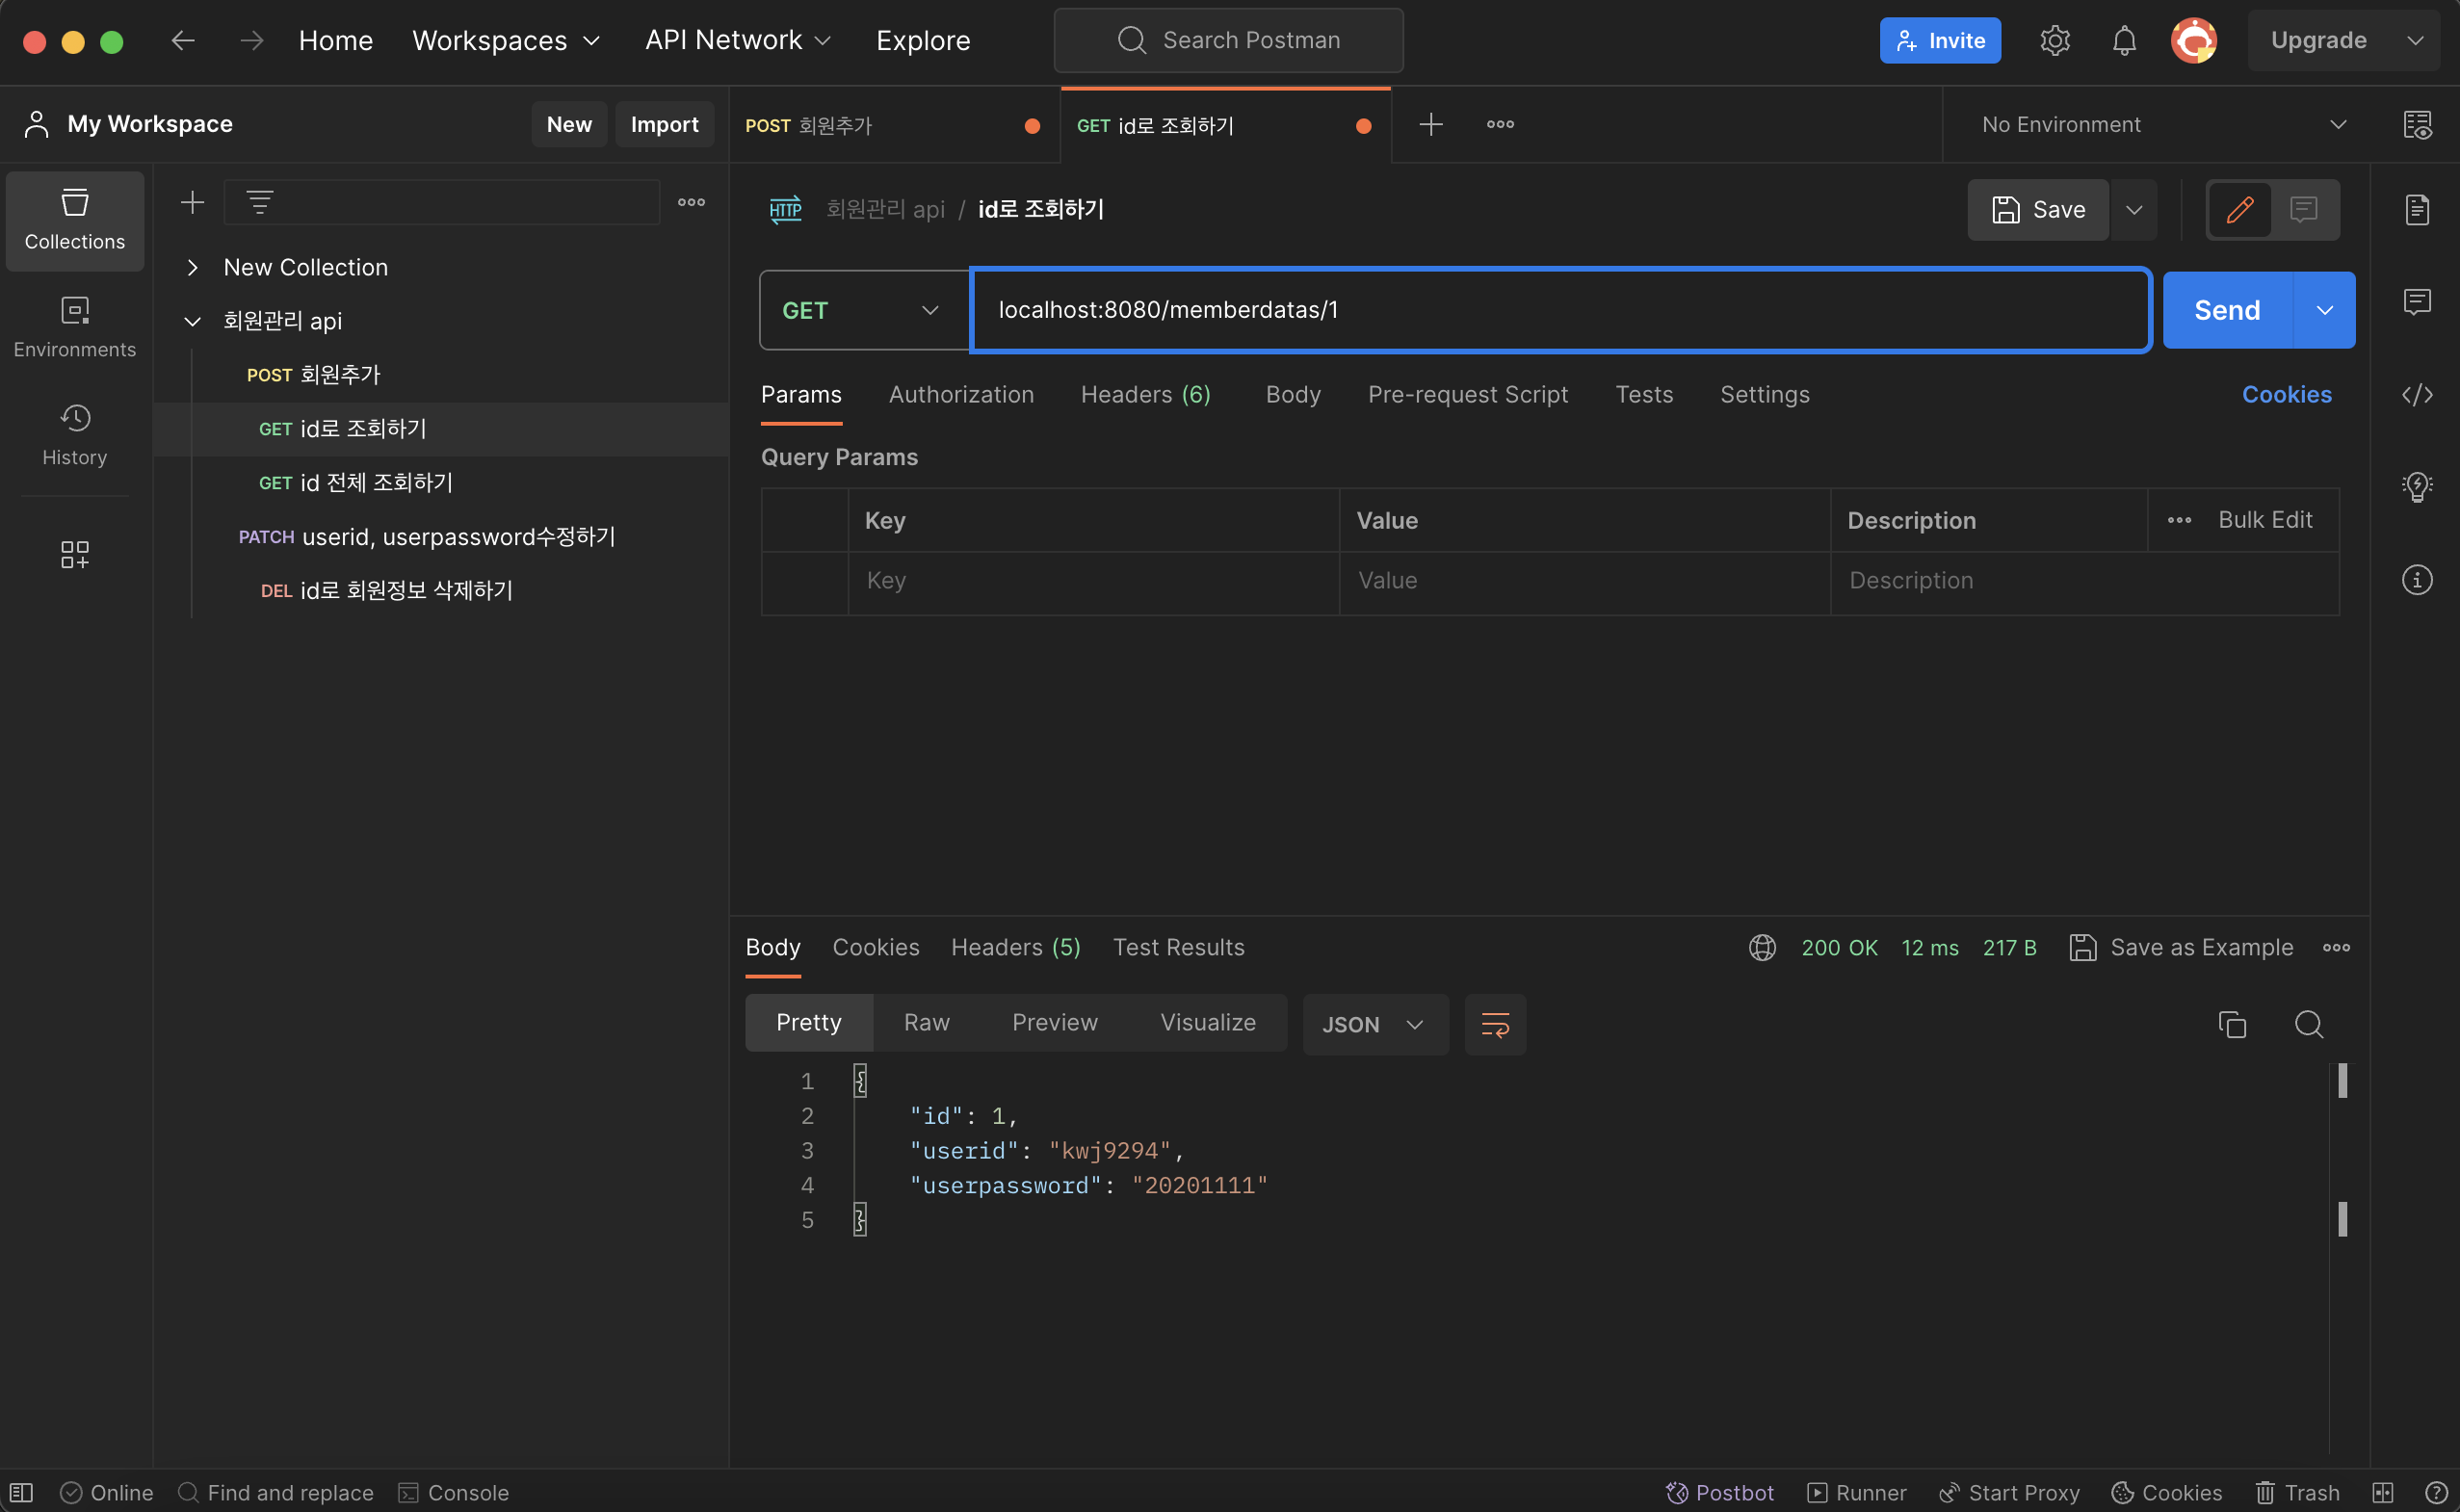 Home Workspaces API Network Explore Search Postman Invite Upgrade
My Workspace New Import POST 회원추가 GET id로 조회하기 No Environment
Collections
Environments
History
New Collection
회원관리 api
POST 회원추가
GET id로 조회하기
GET id 전체 조회하기
PATCH userid, userpassword수정하기
DEL id로 회원정보 삭제하기
HTTP 회원관리 api / id로 조회하기 Save
GET localhost:8080/memberdatas/1 Send
Params Authorization Headers (6) Body Pre-request Script Tests Settings Cookies
Query Params
Key Value Description Bulk Edit
Key Value Description
Body Cookies Headers (5) Test Results 200 OK 12 ms 217 B Save as Example
Pretty Raw Preview Visualize JSON
1 {
2 "id": 1,
3 "userid": "kwj9294",
4 "userpassword": "20201111"
5 }
Online Find and replace Console Postbot Runner Start Proxy Cookies Trash